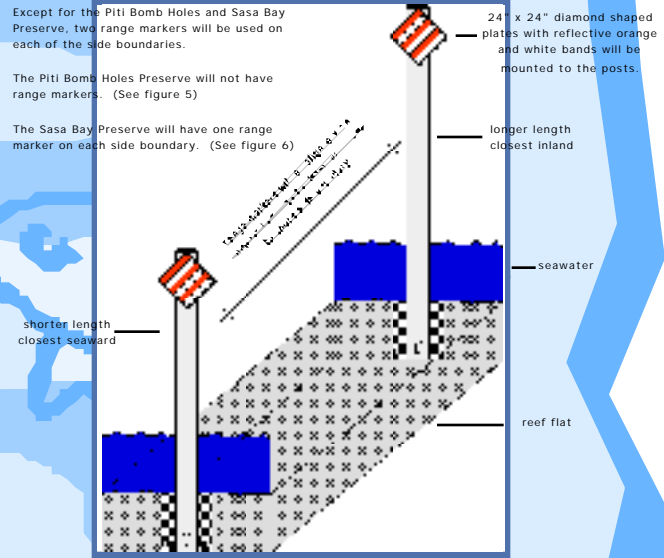 Except for the Piti Bomb Holes and Sasa Bay
Preserve, two range markers will be used on
each of the side boundaries.
The Piti Bomb Holes Preserve will not have
range markers. (See figure 5)
The Sasa Bay Preserve will have one range
marker on each side boundary. (See figure 6)
24" x 24" diamond shaped
plates with reflective orange
and white bands will be
mounted to the posts.
longer length
closest inland
seawater
shorter length
closest seaward
reef flat